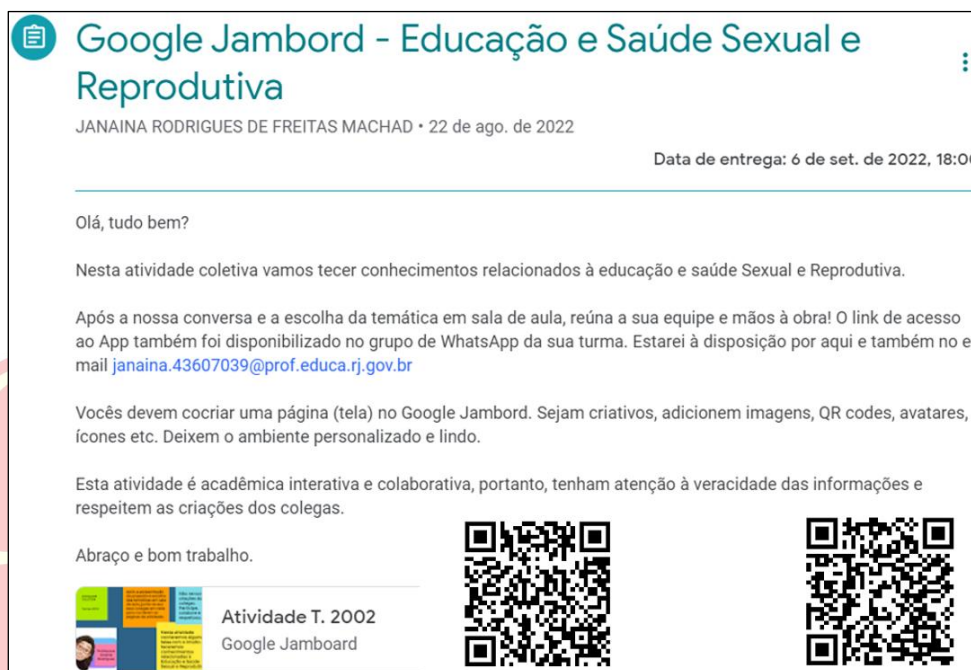 Google Jambord - Educação e Saúde Sexual e
Reprodutiva
JANAINA RODRIGUES DE FREITAS MACHAD • 22 de ago. de 2022
Data de entrega: 6 de set. de 2022, 18:00
Olá, tudo bem?
Nesta atividade coletiva vamos tecer conhecimentos relacionados à educação e saúde Sexual e Reprodutiva.
Após a nossa conversa e a escolha da temática em sala de aula, reúna a sua equipe e mãos à obra! O link de acesso
ao App também foi disponibilizado no grupo de WhatsApp da sua turma. Estarei à disposição por aqui e também no e
mail janaina.43607039@prof.educa.rj.gov.br
Vocês devem cocriar uma página (tela) no Google Jambord. Sejam criativos, adicionem imagens, QR codes, avatares,
ícones etc. Deixem o ambiente personalizado e lindo.
Esta atividade é acadêmica interativa e colaborativa, portanto, tenham atenção à veracidade das informações e
respeitem as criações dos colegas.
Abraço e bom trabalho.
Atividade T. 2002
Google Jamboard